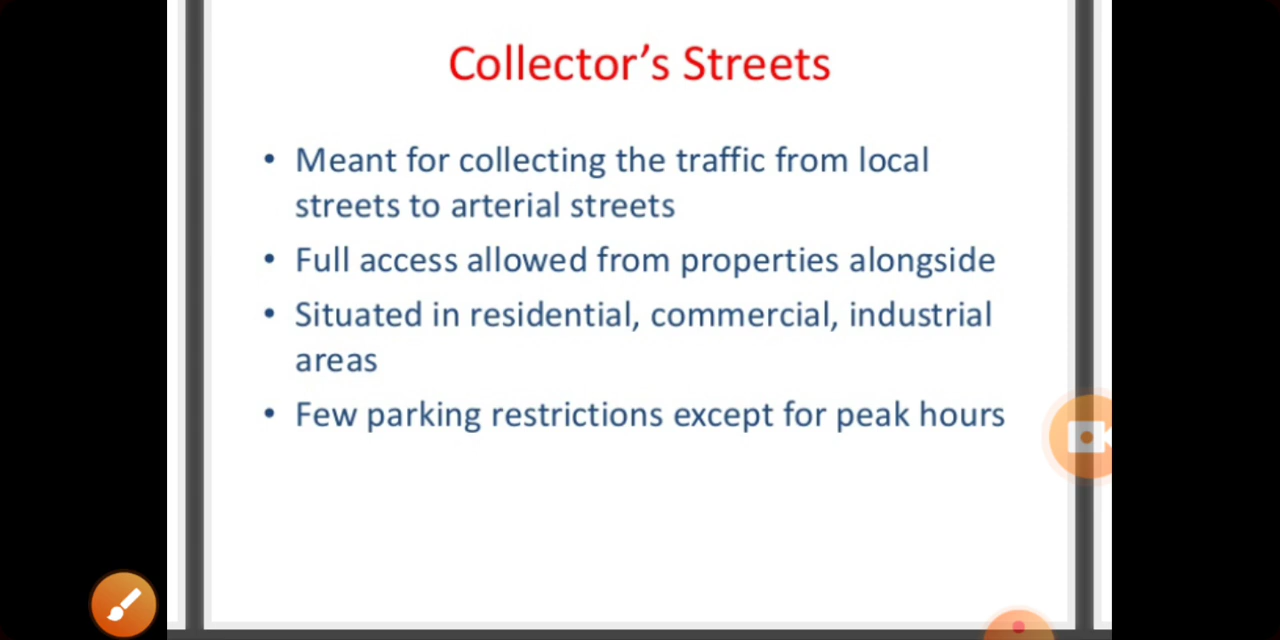 Collector’s Streets
• Meant for collecting the traffic from local
streets to arterial streets
• Full access allowed from properties alongside
• Situated in residential, commercial, industrial
areas
• Few parking restrictions except for peak hours